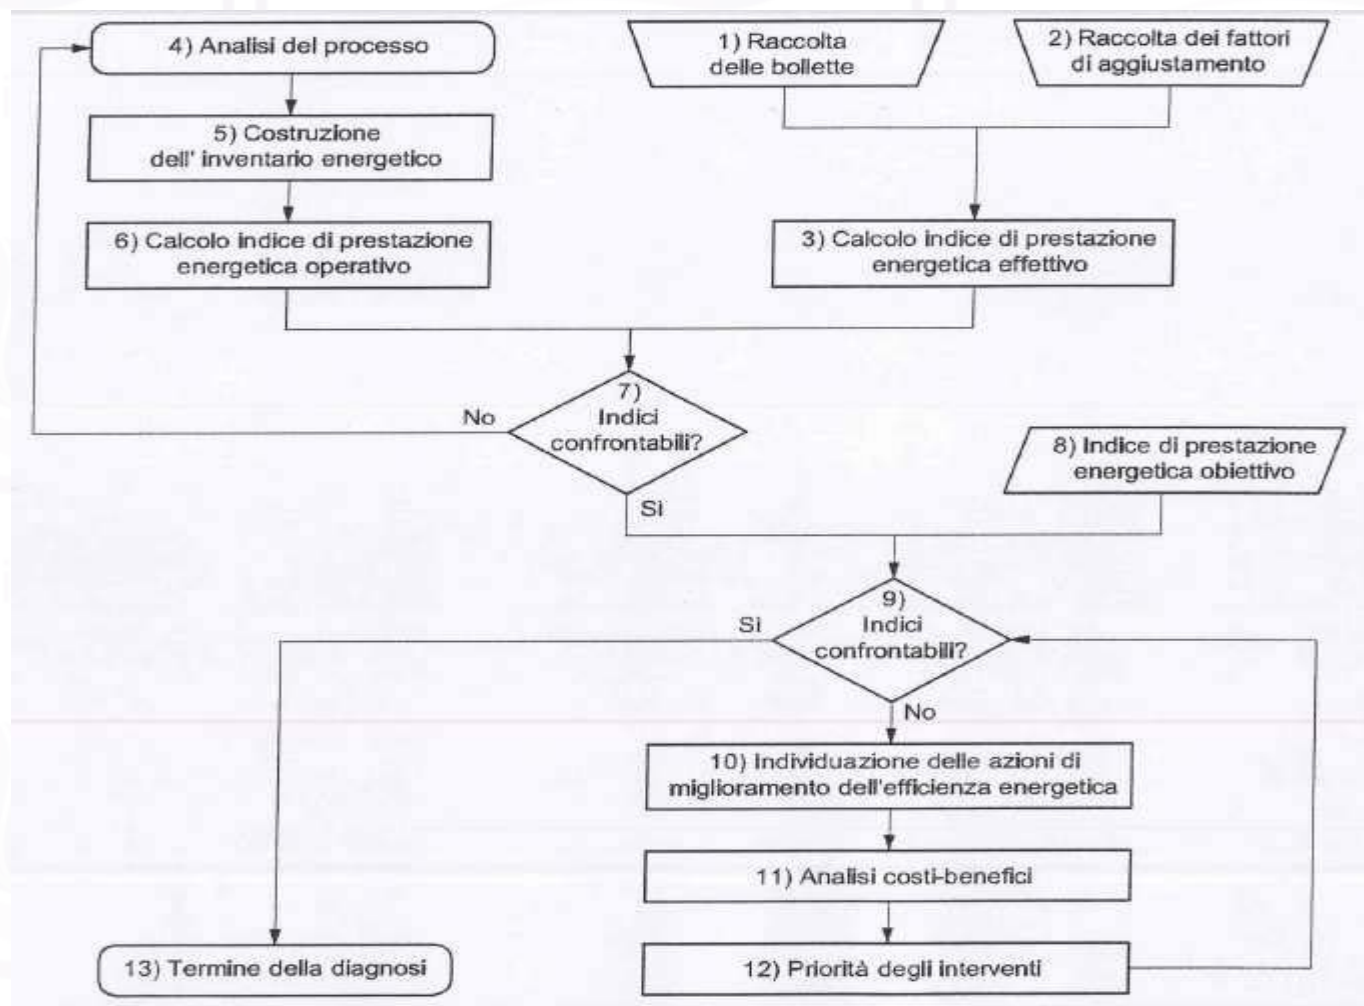 4) Analisi del processo
1) Raccolta
delle bollette
2) Raccolta dei fattori
di aggiustamento
5) Costruzione
dell' inventario energetico
6) Calcolo indice di prestazione
energetica operativo
3) Calcolo indice di prestazione
energetica effettivo
7)
Indici
confrontabili?
No
Sì
8) Indice di prestazione
energetica obiettivo
9)
Indici
confrontabili?
Sì
No
10) Individuazione delle azioni di
miglioramento dell'efficienza energetica
11) Analisi costi-benefici
12) Priorità degli interventi
13) Termine della diagnosi